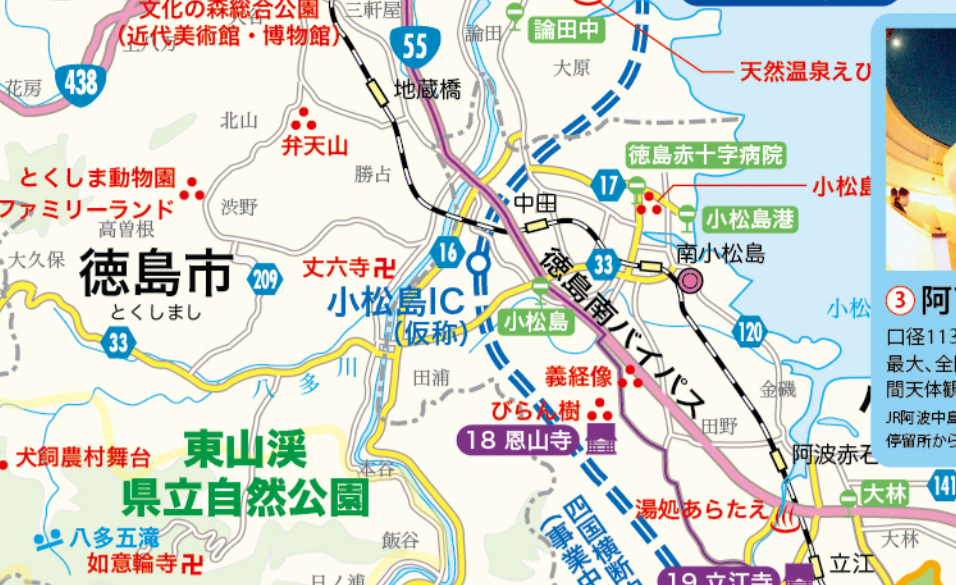 文化の森総合公園
(近代美術館・博物館)
三軒屋
論田
論田中
55
大原
438
花房
地蔵橋
天然温泉えび
北山
弁天山
勝占
徳島赤十字病院
とくしま動物園
ファミリーランド
渋野
高曽根
17
小松島
中田
小松島港
大久保
徳島市
とくしまし
209
丈六寺
16
小松島IC
(仮称)
33
南小松島
徳島南バイパス
小松島
33
120
小松
③ 阿
口径113
最大、全国
間天体観
JR阿波中島
停留所から
八多川
田浦
義経像
びらん樹
18 恩山寺
金磯
田野
犬飼農村舞台
東山渓
県立自然公園
本谷
阿波赤石
141
大林
湯処あらたえ
八多五滝
如意輪寺
飯谷
四国横断
(事業中
大林
立江
19 立江寺
日ノ浦